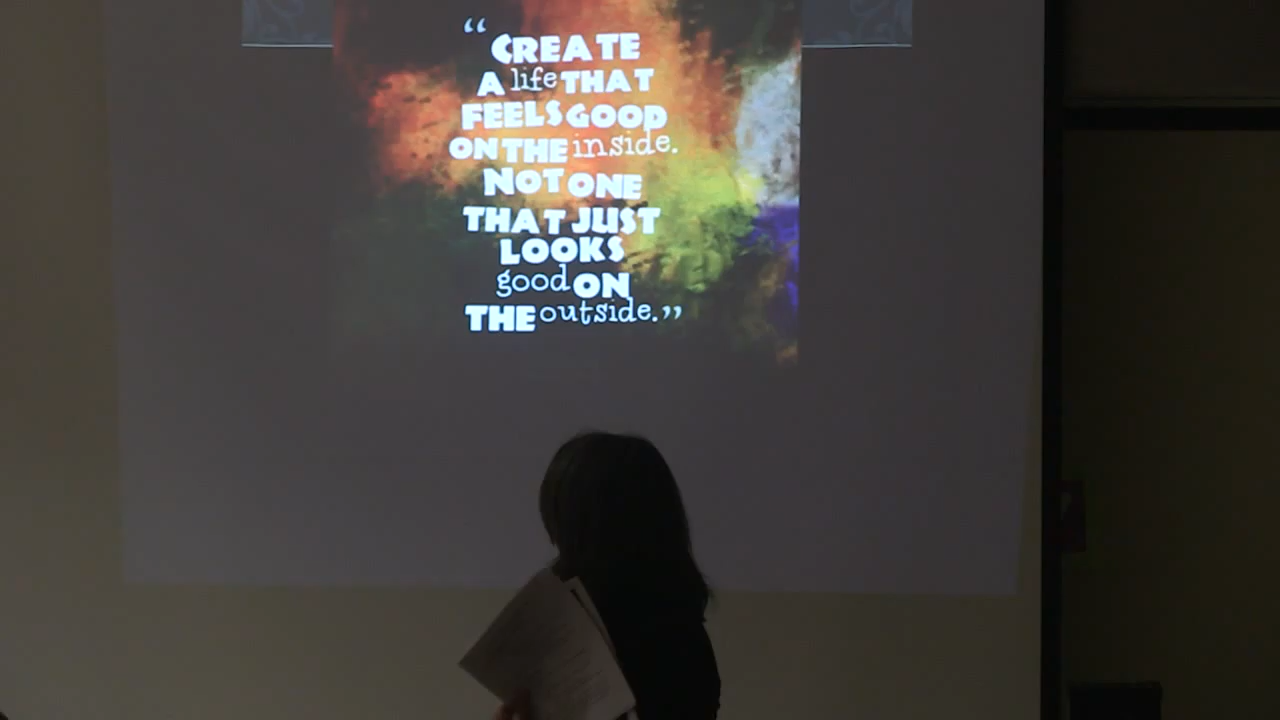 “CREATE
A life THAT
FEELS GOOD
ON THE inside.
NOT ONE
THAT JUST
LOOKS
good ON
THE outside.”